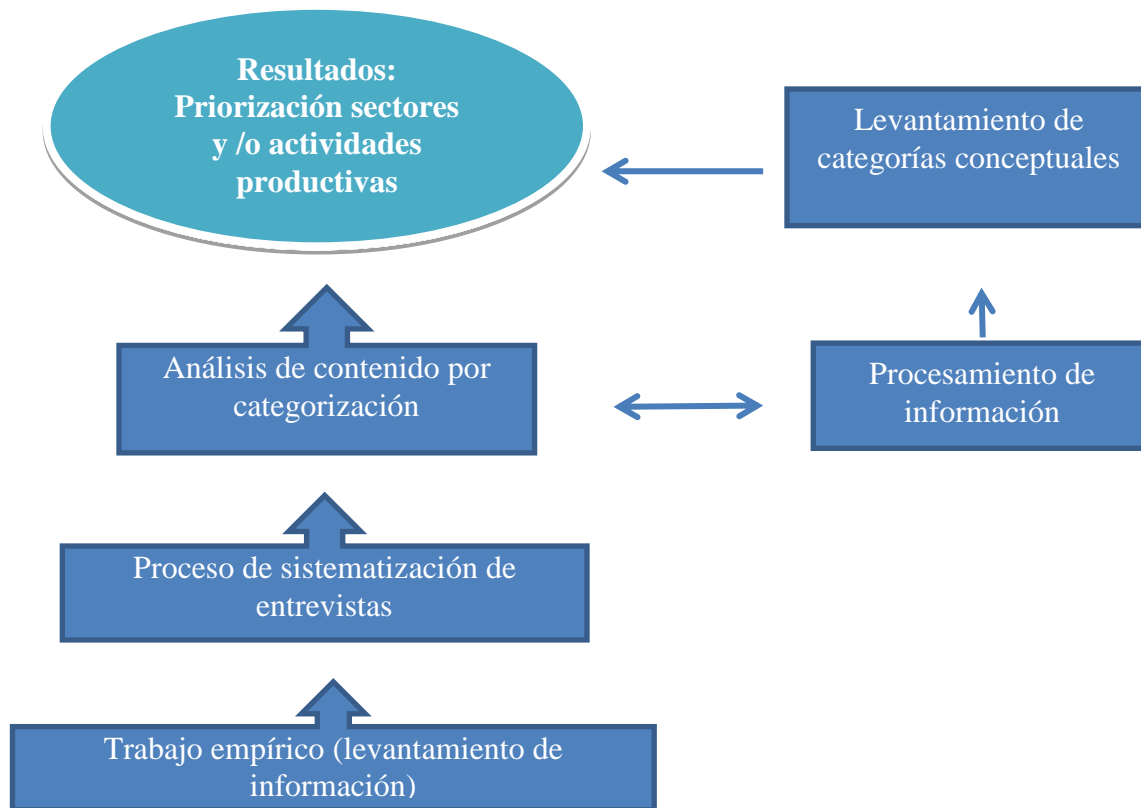 Resultados:
Priorización sectores
y /o actividades
productivas
Levantamiento de
categorías conceptuales
Análisis de contenido por
categorización
Procesamiento de
información
Proceso de sistematización de
entrevistas
Trabajo empírico (levantamiento de
información)